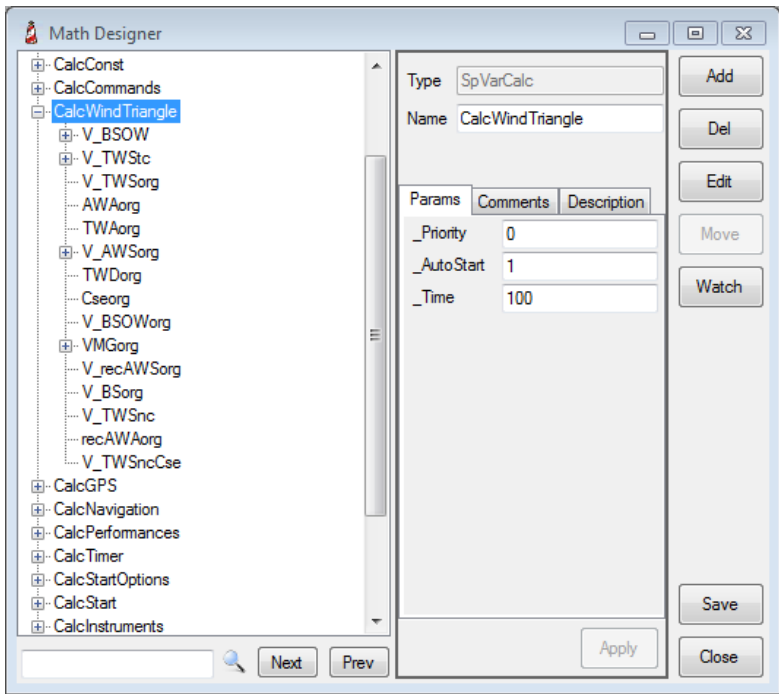 Math Designer
CalcConst
CalcCommands
CalcWindTriangle
V_BSOW
V_TWStc
V_TWSorg
AWAorg
TWAorg
V_AWSorg
TWDorg
Cseorg
V_BSOWorg
VMGorg
V_recAWSorg
V_BSorg
V_TWSnc
recAWAorg
V_TWSncCse
CalcGPS
CalcNavigation
CalcPerformances
CalcTimer
CalcStartOptions
CalcStart
CalcInstruments
Next Prev
Type SpVarCalc
Name CalcWindTriangle
Params Comments Description
_Priority 0
_AutoStart 1
_Time 100
Apply
Add
Del
Edit
Move
Watch
Save
Close